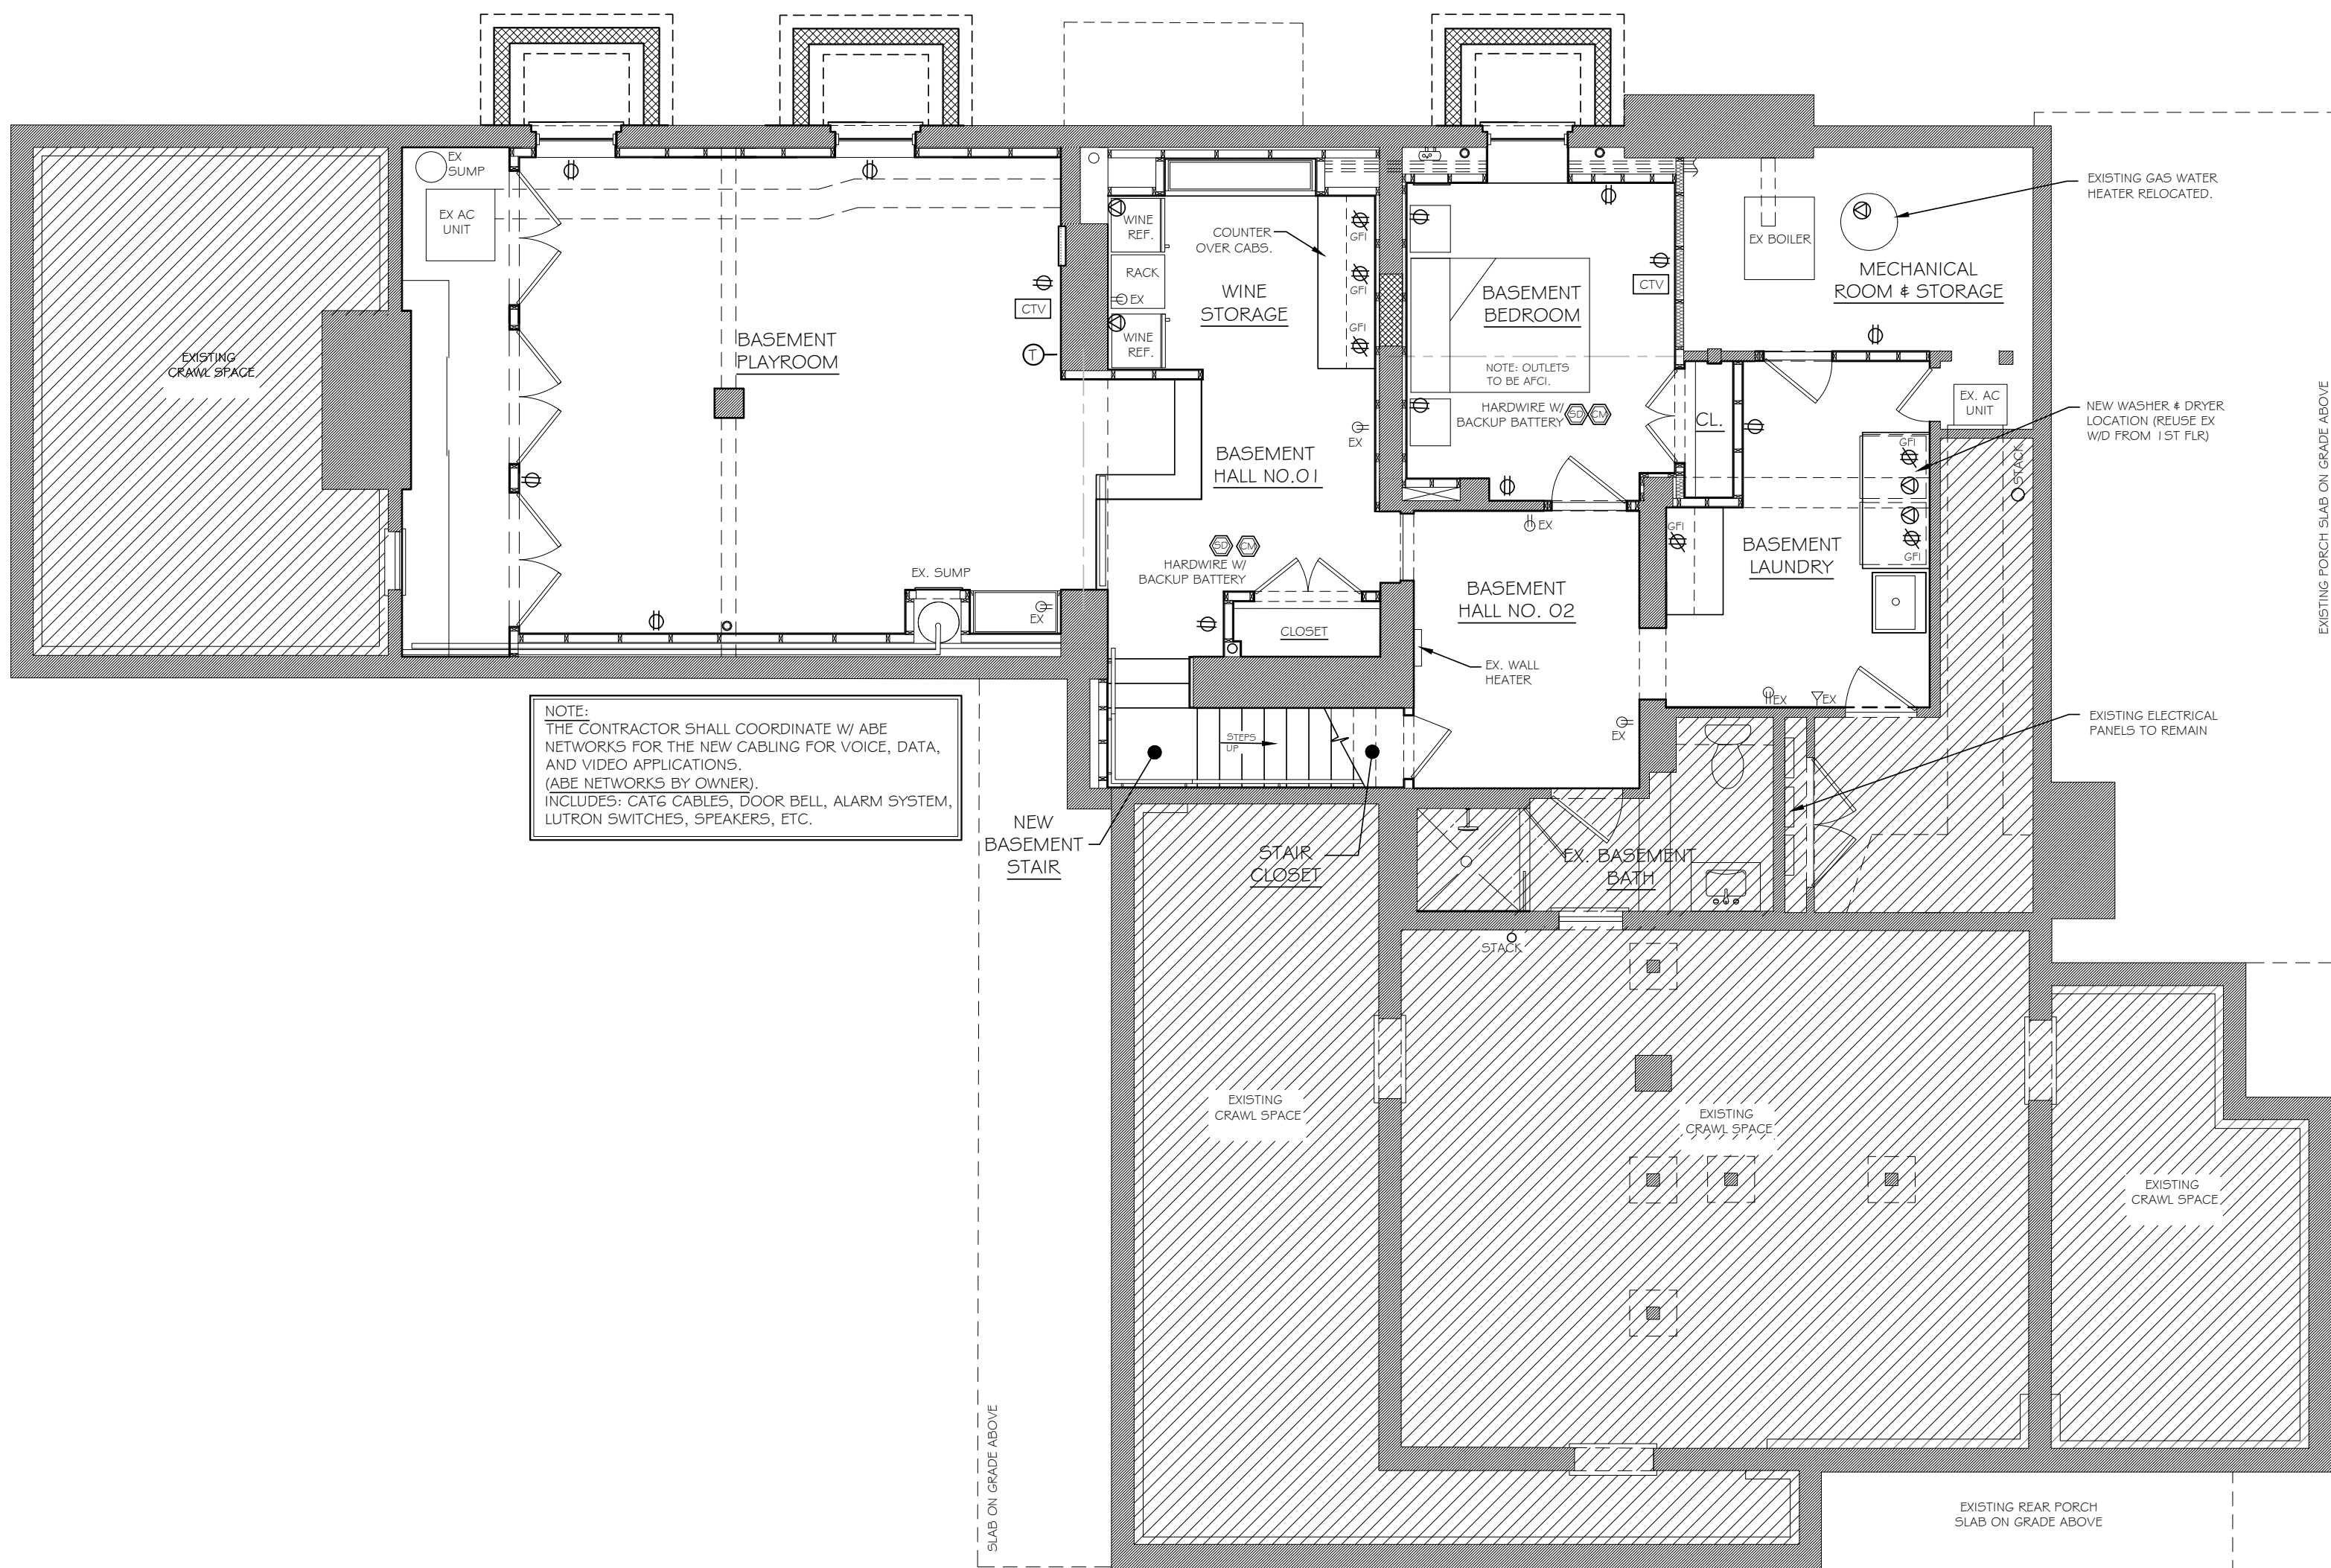 EX
SUMP
EX AC
UNIT
EXISTING
CRAWL SPACE
BASEMENT
PLAYROOM
CTV
T
EX. SUMP
EX
WINE
REF.
RACK
EX
WINE
REF.
COUNTER
OVER CABS.
WINE
STORAGE
GFI
GFI
GFI
EX
BASEMENT
HALL NO.01
SD
CM
HARDWIRE W/
BACKUP BATTERY
CLOSET
STEPS
UP
BASEMENT
BEDROOM
CTV
NOTE: OUTLETS
TO BE AFCI.
HARDWIRE W/
BACKUP BATTERY
SD
CM
CL.
EX
BASEMENT
HALL NO. 02
EX. WALL
HEATER
EX
EX BOILER
MECHANICAL
ROOM & STORAGE
EXISTING GAS WATER
HEATER RELOCATED.
EX. AC
UNIT
NEW WASHER & DRYER
LOCATION (REUSE EX
W/D FROM 1ST FLR)
STACK
GFI
GFI
GFI
BASEMENT
LAUNDRY
EX
EX
EXISTING ELECTRICAL
PANELS TO REMAIN
EXISTING PORCH SLAB ON GRADE ABOVE
NOTE:
THE CONTRACTOR SHALL COORDINATE W/ ABE
NETWORKS FOR THE NEW CABLING FOR VOICE, DATA,
AND VIDEO APPLICATIONS.
(ABE NETWORKS BY OWNER).
INCLUDES: CAT6 CABLES, DOOR BELL, ALARM SYSTEM,
LUTRON SWITCHES, SPEAKERS, ETC.
NEW
BASEMENT
STAIR
STAIR
CLOSET
EX. BASEMENT
BATH
STACK
EXISTING
CRAWL SPACE
EXISTING
CRAWL SPACE
EXISTING
CRAWL SPACE
SLAB ON GRADE ABOVE
EXISTING REAR PORCH
SLAB ON GRADE ABOVE